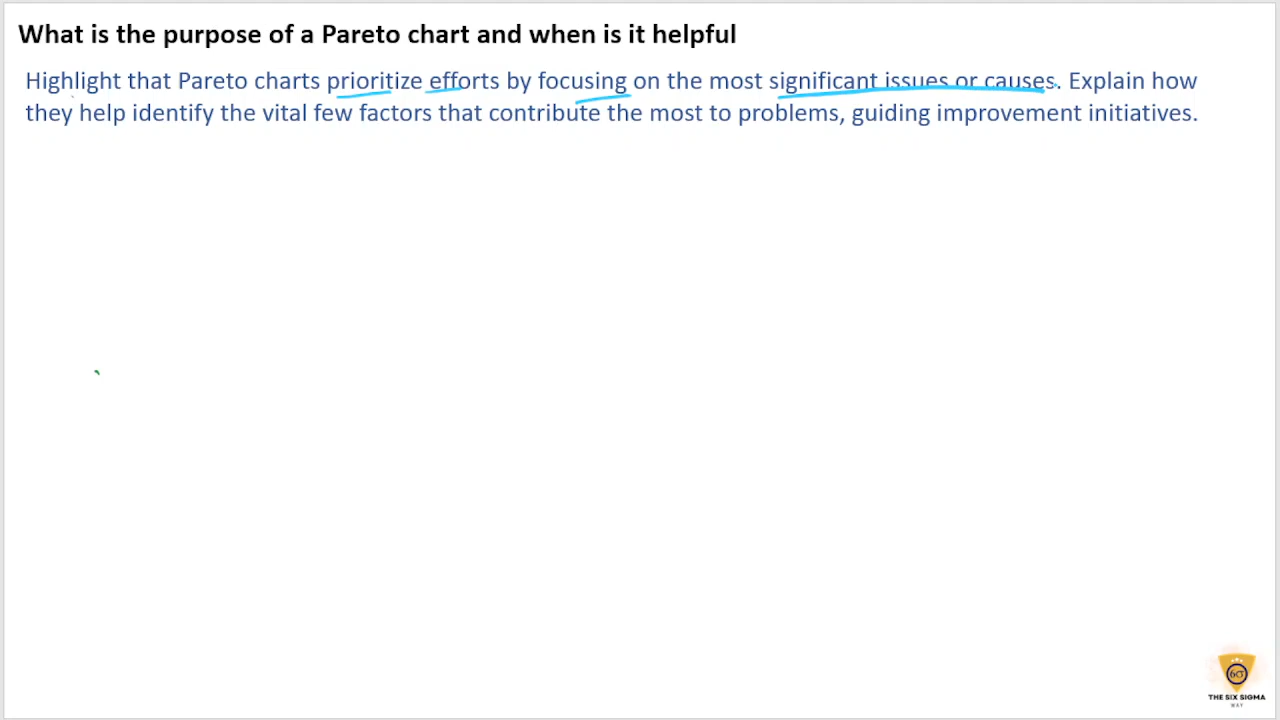 What is the purpose of a Pareto chart and when is it helpful
Highlight that Pareto charts prioritize efforts by focusing on the most significant issues or causes. Explain how
they help identify the vital few factors that contribute the most to problems, guiding improvement initiatives.
6σ
THE SIX SIGMA
WAY